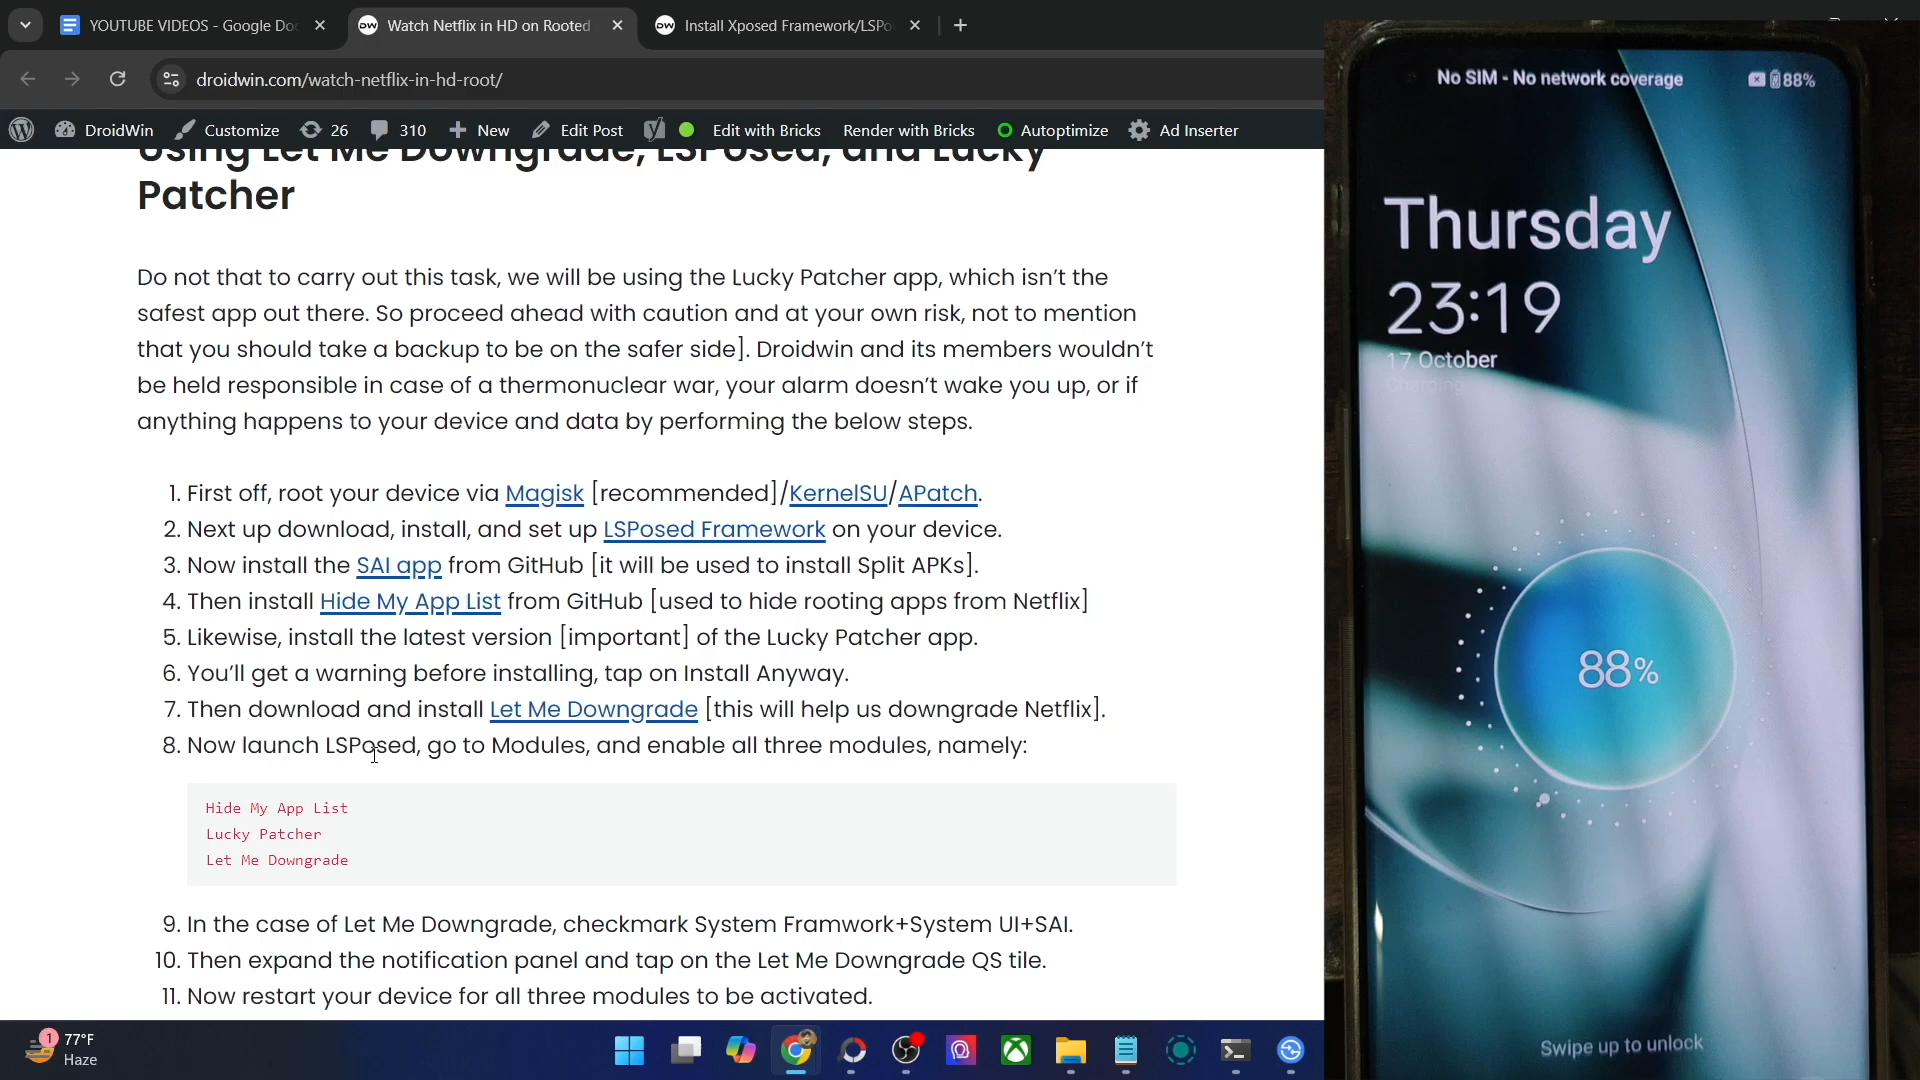 YOUTUBE VIDEOS - Google Do
Watch Netflix in HD on Rooted
Install Xposed Framework/LSPo
droidwin.com/watch-netflix-in-hd-root/
DroidWin
Customize
26
310
New
Edit Post
Edit with Bricks
Render with Bricks
Autoptimize
Ad Inserter
Using Let Me Downgrade, LSPosed, and Lucky
Patcher
Do not that to carry out this task, we will be using the Lucky Patcher app, which isn't the
safest app out there. So proceed ahead with caution and at your own risk, not to mention
that you should take a backup to be on the safer side]. Droidwin and its members wouldn't
be held responsible in case of a thermonuclear war, your alarm doesn't wake you up, or if
anything happens to your device and data by performing the below steps.
1. First off, root your device via Magisk [recommended]/KernelSU/APatch.
2. Next up download, install, and set up LSPosed Framework on your device.
3. Now install the SAI app from GitHub [it will be used to install Split APKs].
4. Then install Hide My App List from GitHub [used to hide rooting apps from Netflix]
5. Likewise, install the latest version [important] of the Lucky Patcher app.
6. You'll get a warning before installing, tap on Install Anyway.
7. Then download and install Let Me Downgrade [this will help us downgrade Netflix].
8. Now launch LSPosed, go to Modules, and enable all three modules, namely:
Hide My App List
Lucky Patcher
Let Me Downgrade
9. In the case of Let Me Downgrade, checkmark System Framwork+System UI+SAI.
10. Then expand the notification panel and tap on the Let Me Downgrade QS tile.
11. Now restart your device for all three modules to be activated.
1
77°F
Haze
No SIM - No network coverage
88%
Thursday
23:19
17 October
Charging
88%
Swipe up to unlock